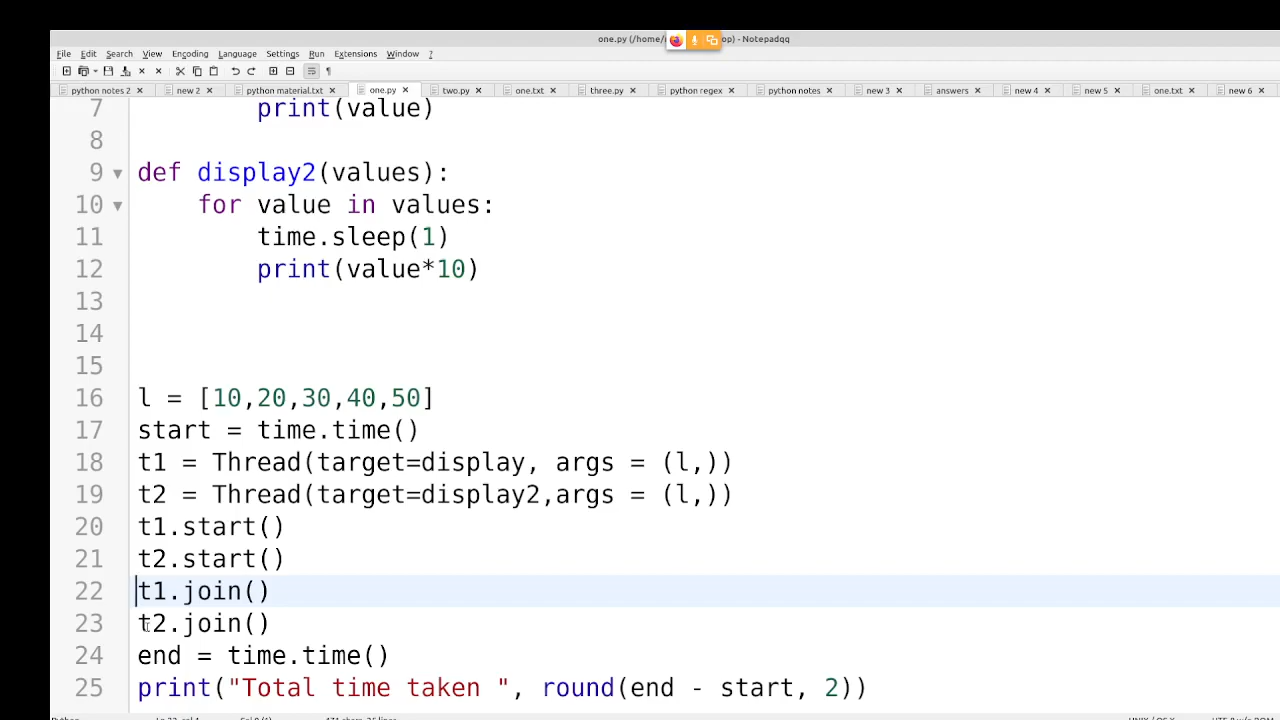 one.py (/home/ op) - Notepadqq
File Edit Search View Encoding Language Settings Run Extensions Window ?
python notes 2 new 2 python material.txt one.py two.py one.txt three.py python regex python notes new 3 answers new 4 new 5 one.txt new 6
7 print(value)
8
9 def display2(values):
10 for value in values:
11 time.sleep(1)
12 print(value*10)
13
14
15
16 l = [10,20,30,40,50]
17 start = time.time()
18 t1 = Thread(target=display, args = (l,))
19 t2 = Thread(target=display2,args = (l,))
20 t1.start()
21 t2.start()
22 t1.join()
23 t2.join()
24 end = time.time()
25 print("Total time taken ", round(end - start, 2))